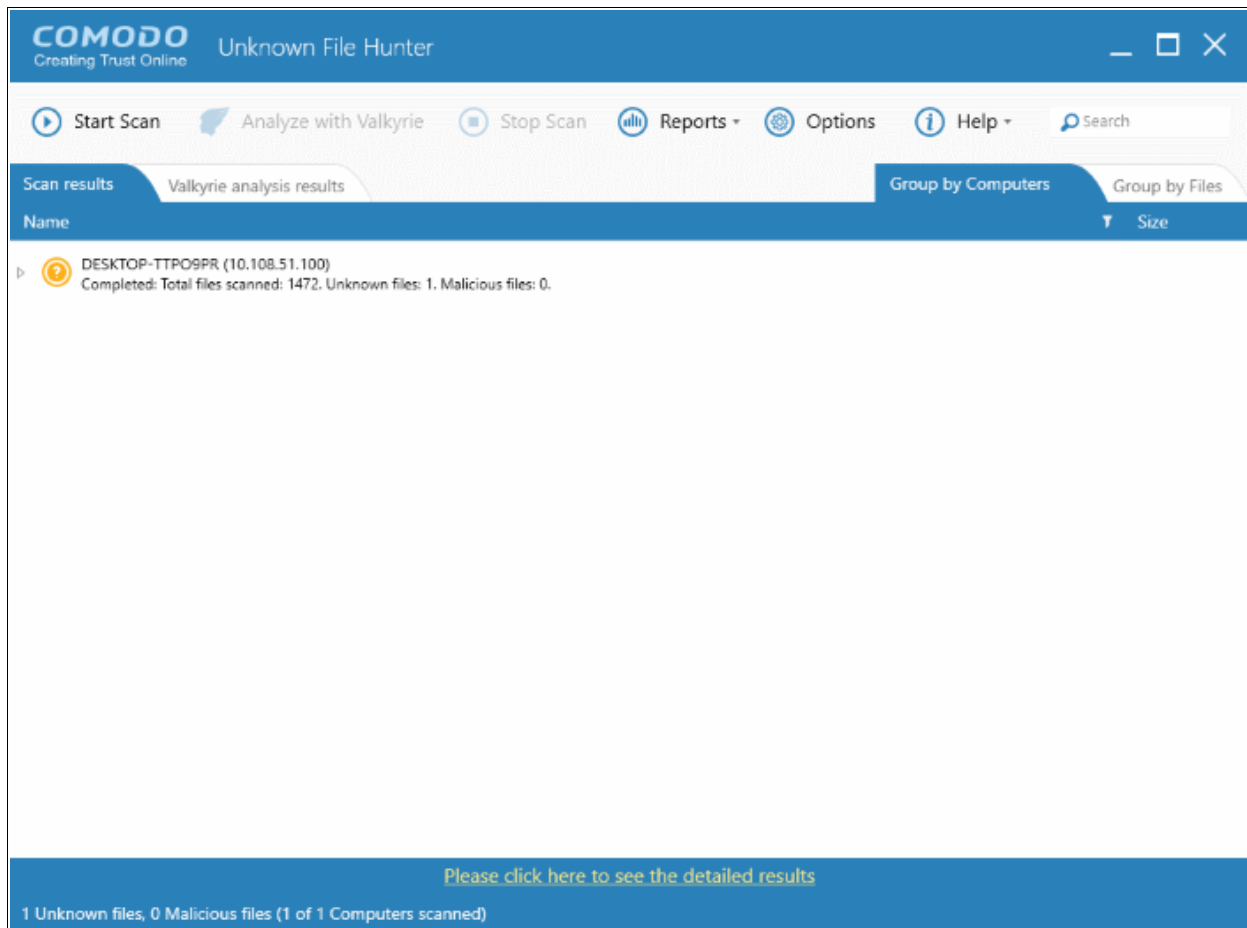 COMODO
Creating Trust Online
Unknown File Hunter
Start Scan
Analyze with Valkyrie
Stop Scan
Reports
Options
Help
Search
Scan results
Valkyrie analysis results
Group by Computers
Group by Files
Name
Size
DESKTOP-TTPO9PR (10.108.51.100)
Completed: Total files scanned: 1472. Unknown files: 1. Malicious files: 0.
Please click here to see the detailed results
1 Unknown files, 0 Malicious files (1 of 1 Computers scanned)